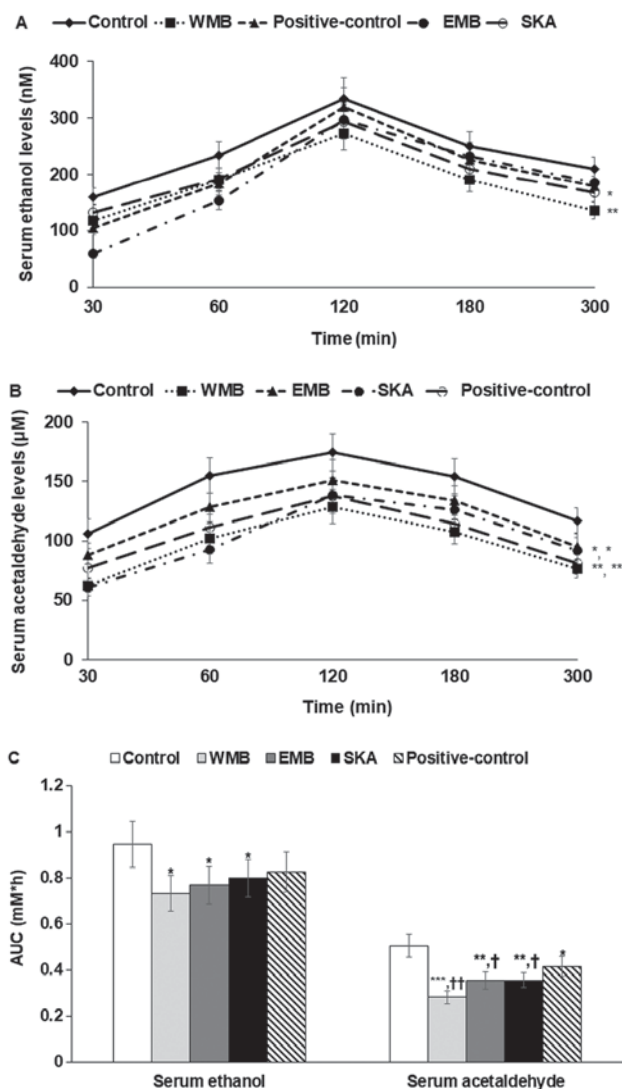 A
Control WMB Positive-control EMB SKA
Serum ethanol levels (nM)
400
300
200
100
0
*
**
30 60 120 180 300
Time (min)
B
Control WMB EMB SKA Positive-control
Serum acetaldehyde levels (µM)
200
150
100
50
0
*, *
**, **
30 60 120 180 300
Time (min)
C
Control WMB EMB SKA Positive-control
AUC (mM*h)
1.2
1
0.8
0.6
0.4
0.2
0
* * *
***,†† **,† **,† *
Serum ethanol Serum acetaldehyde